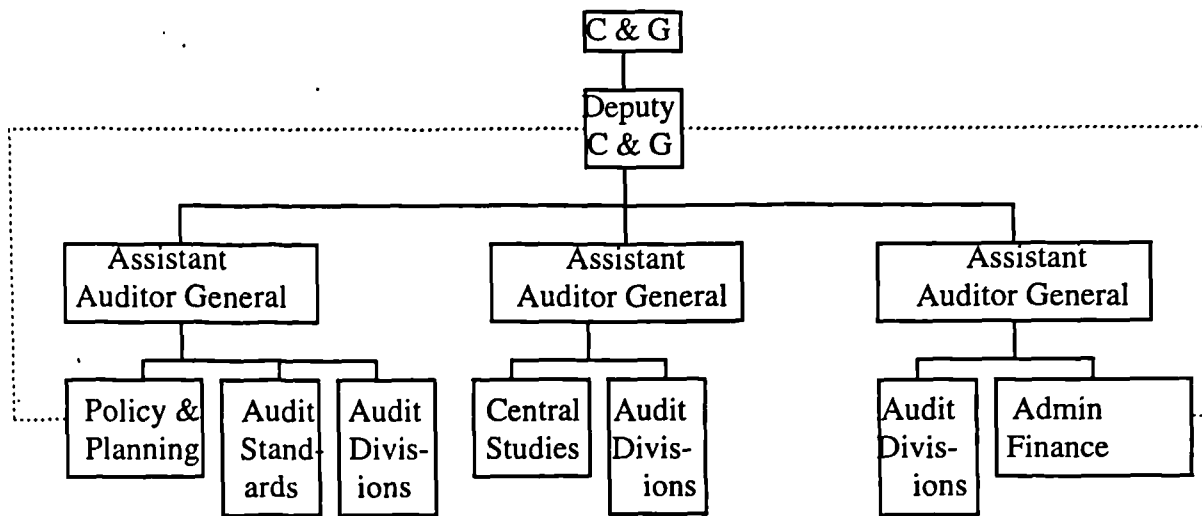 C & G
Deputy
C & G
Assistant
Auditor General
Assistant
Auditor General
Assistant
Auditor General
Policy &
Planning
Audit
Stand-
ards
Audit
Divis-
ions
Central
Studies
Audit
Divis-
ions
Audit
Divis-
ions
Admin
Finance